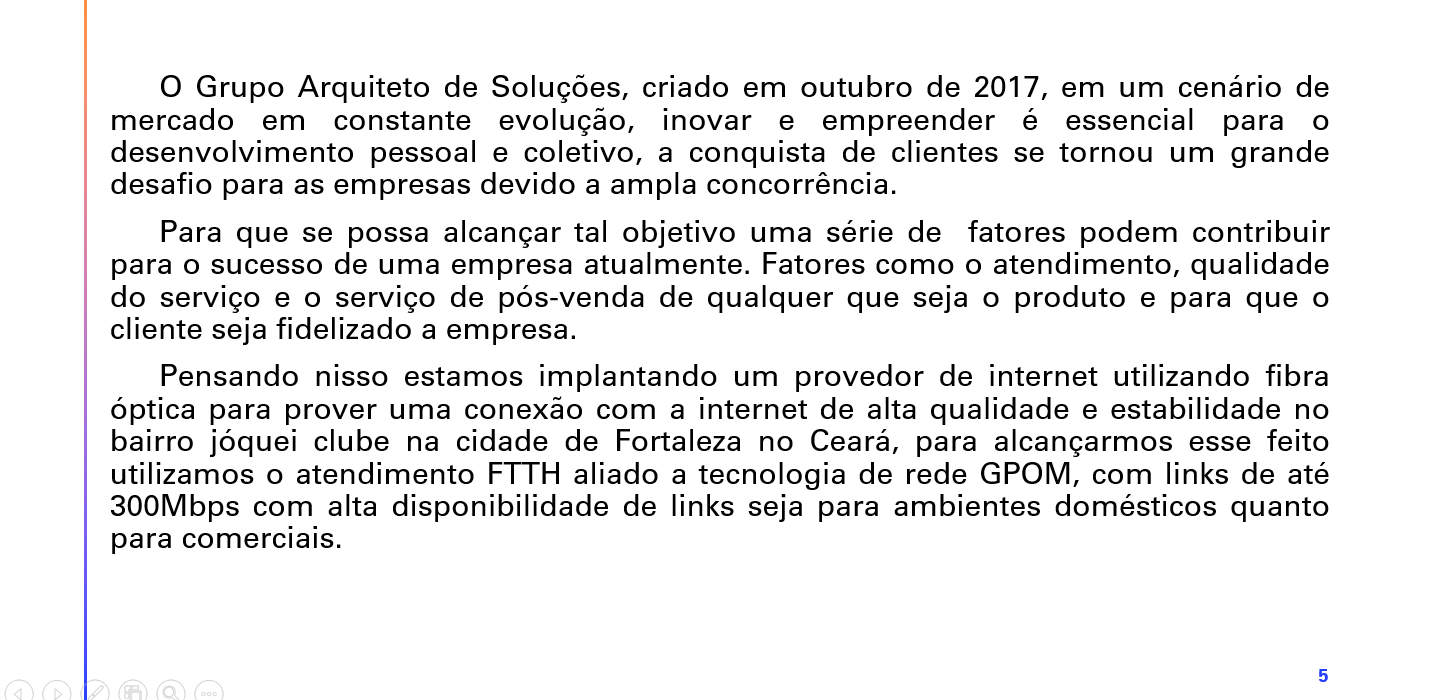 O Grupo Arquiteto de Soluções, criado em outubro de 2017, em um cenário de
mercado em constante evolução, inovar e empreender é essencial para o
desenvolvimento pessoal e coletivo, a conquista de clientes se tornou um grande
desafio para as empresas devido a ampla concorrência.
Para que se possa alcançar tal objetivo uma série de  fatores podem contribuir
para o sucesso de uma empresa atualmente. Fatores como o atendimento, qualidade
do serviço e o serviço de pós-venda de qualquer que seja o produto e para que o
cliente seja fidelizado a empresa.
Pensando nisso estamos implantando um provedor de internet utilizando fibra
óptica para prover uma conexão com a internet de alta qualidade e estabilidade no
bairro jóquei clube na cidade de Fortaleza no Ceará, para alcançarmos esse feito
utilizamos o atendimento FTTH aliado a tecnologia de rede GPOM, com links de até
300Mbps com alta disponibilidade de links seja para ambientes domésticos quanto
para comerciais.
5